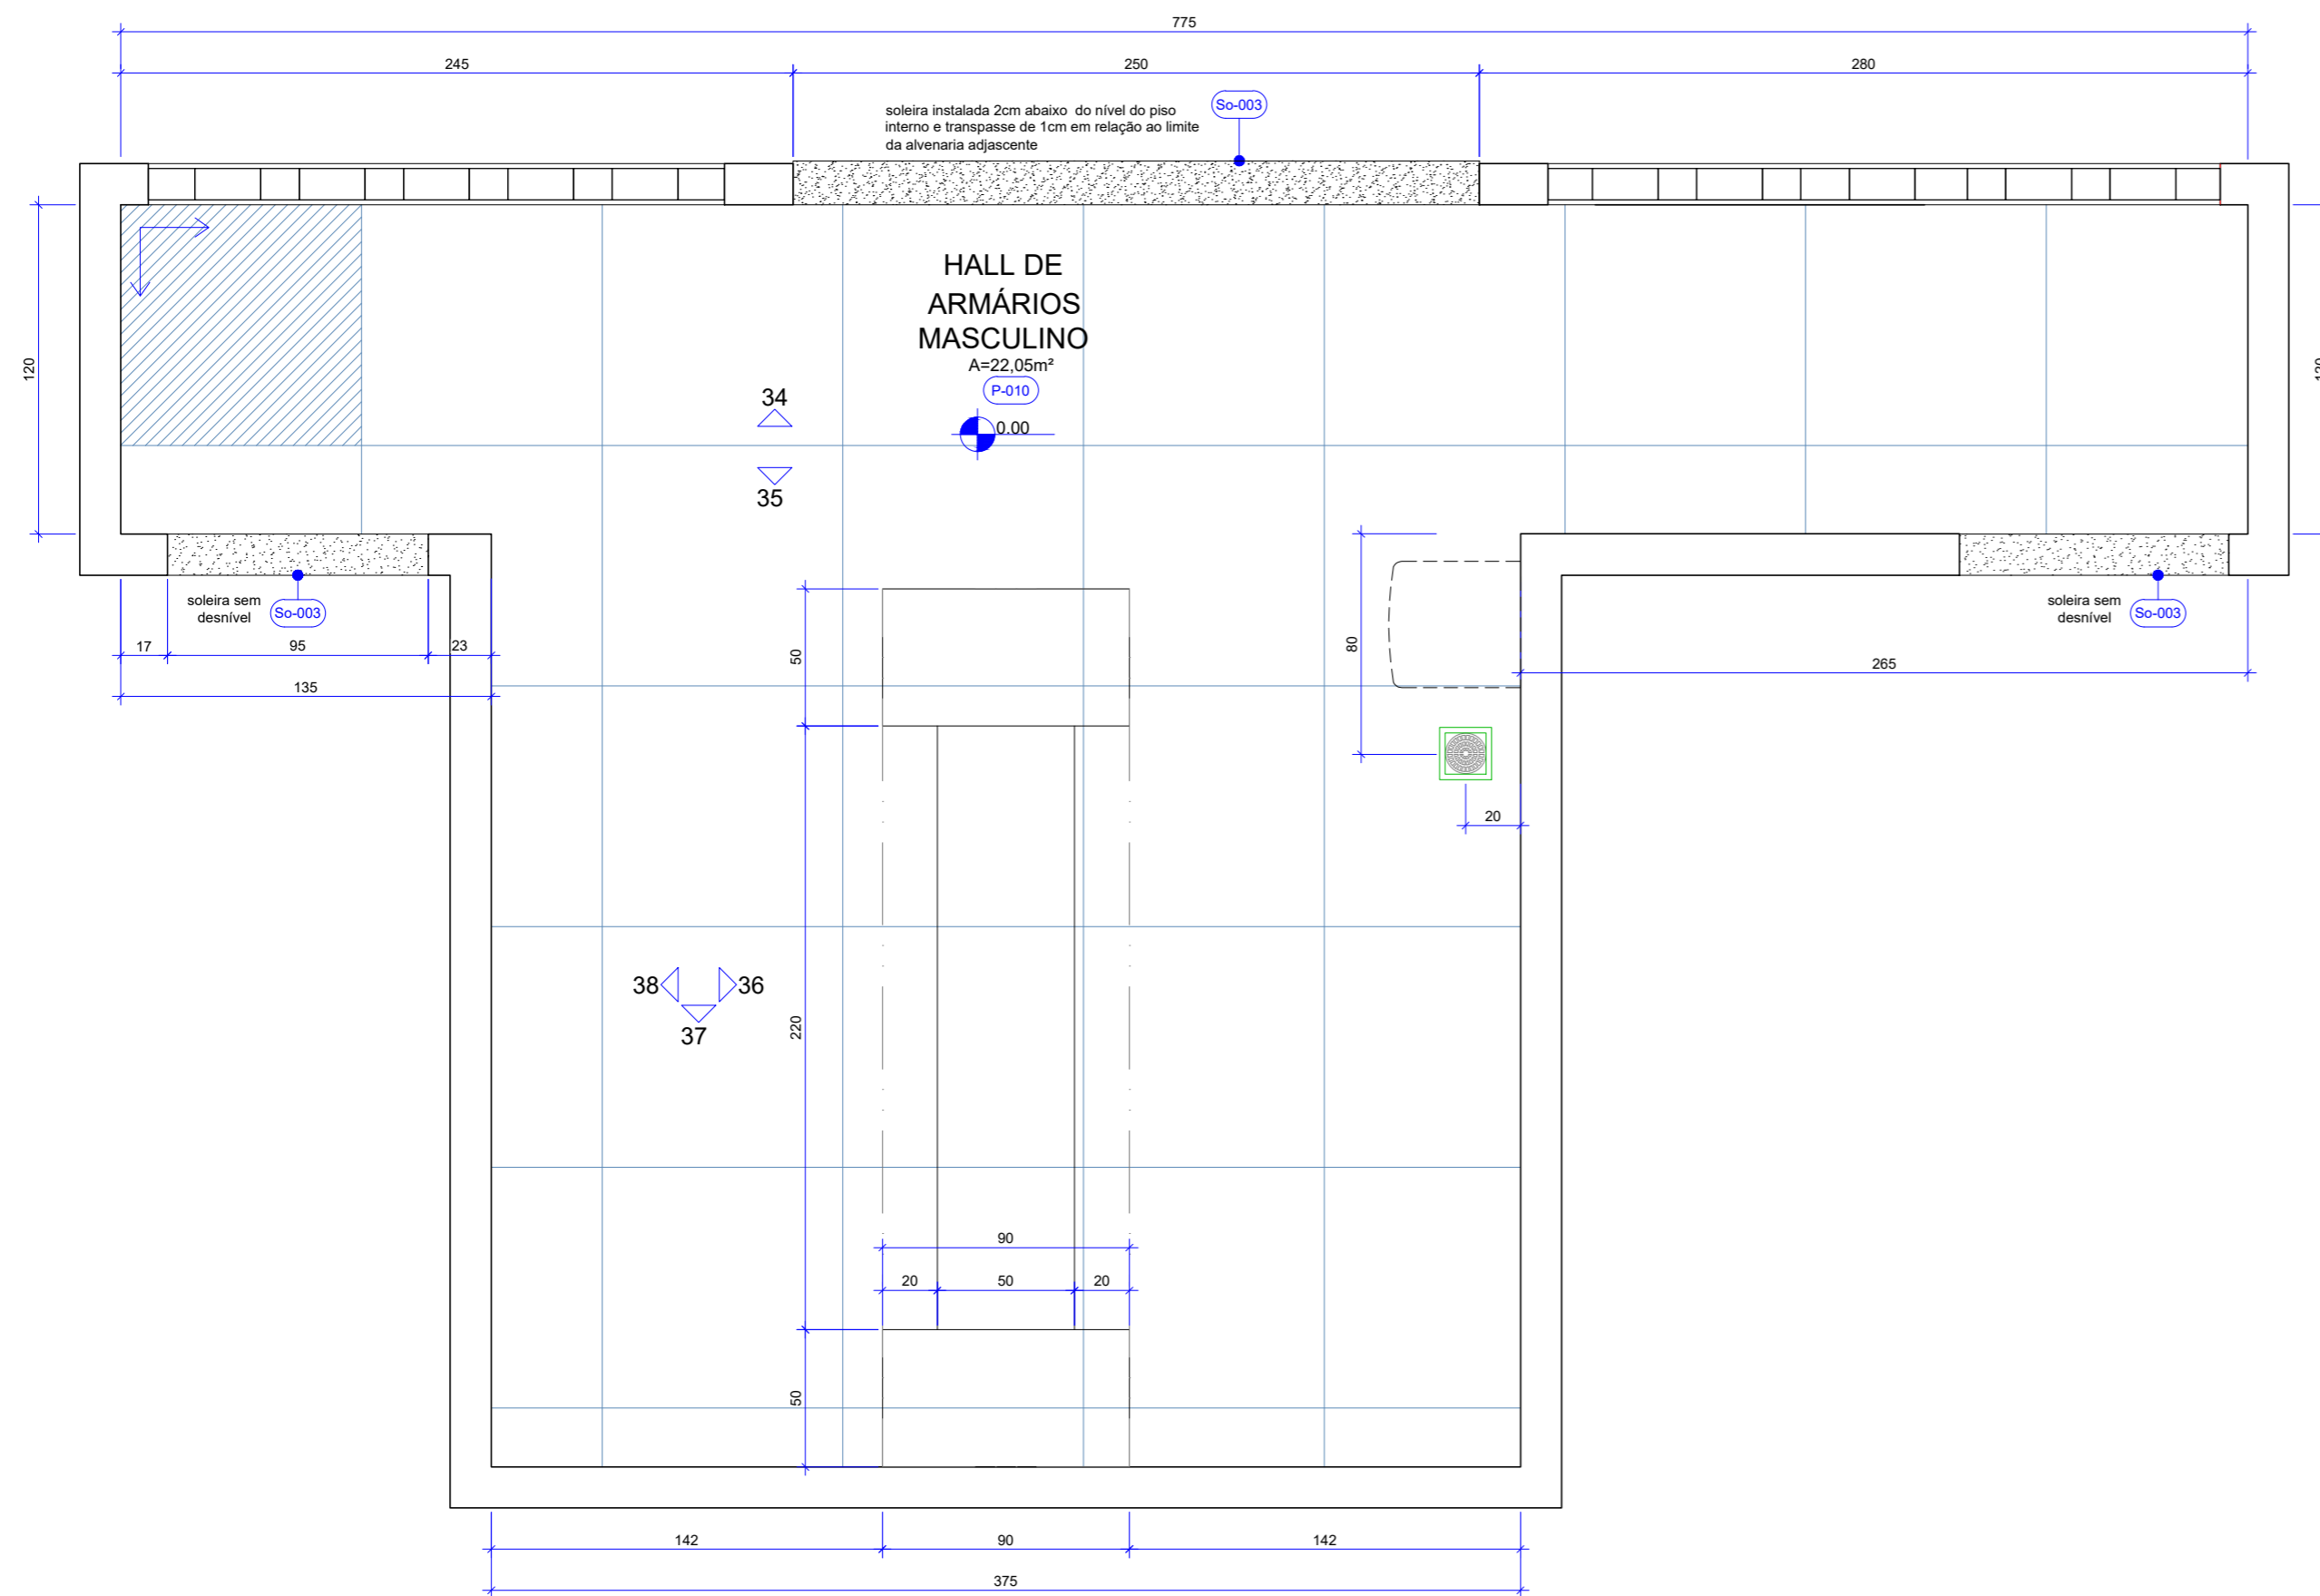 775
245
250
280
soleira instalada 2cm abaixo do nível do piso
interno e transpasse de 1cm em relação ao limite
da alvenaria adjascente
So-003
HALL DE
ARMÁRIOS
MASCULINO
A=22,05m²
P-010
0.00
34
35
120
soleira sem
desnível
So-003
17
95
23
135
50
80
soleira sem
desnível
So-003
265
20
38
36
37
220
90
20
50
20
50
142
90
142
375